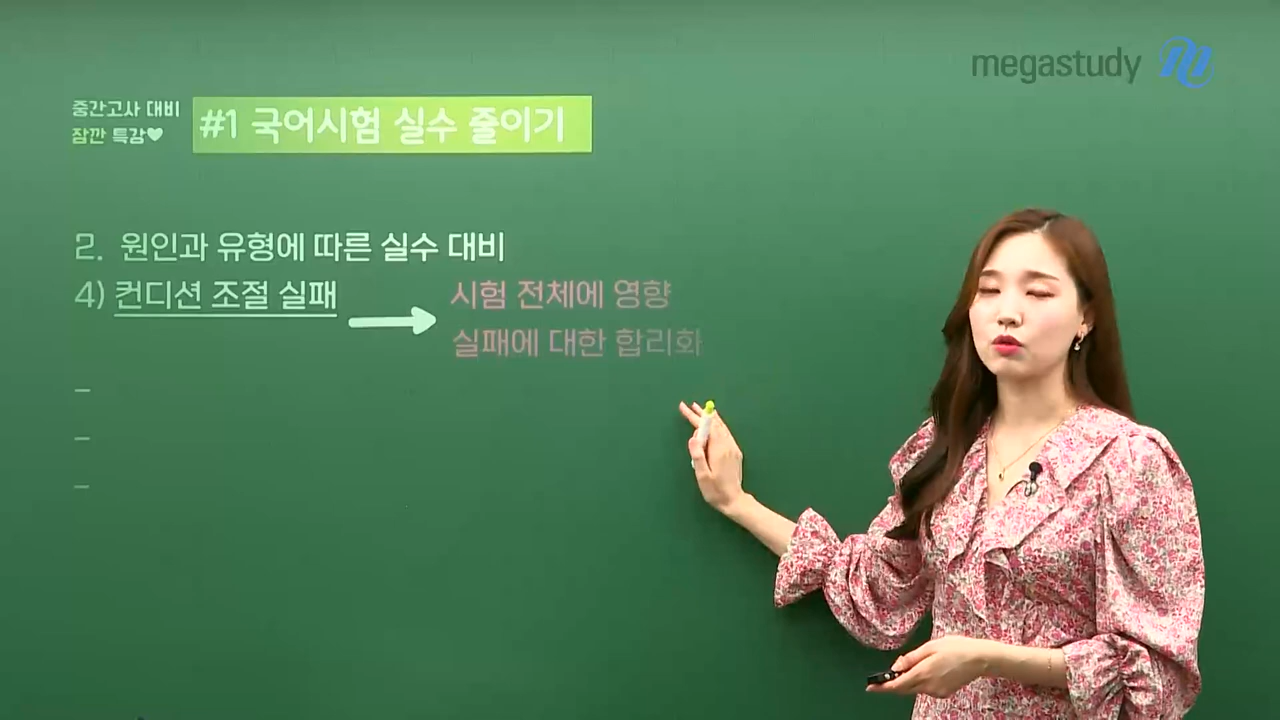 megastudy
중간고사 대비
잠깐 특강♥
#1 국어시험 실수 줄이기
2. 원인과 유형에 따른 실수 대비
4) 컨디션 조절 실패
시험 전체에 영향
실패에 대한 합리화
-
-
-